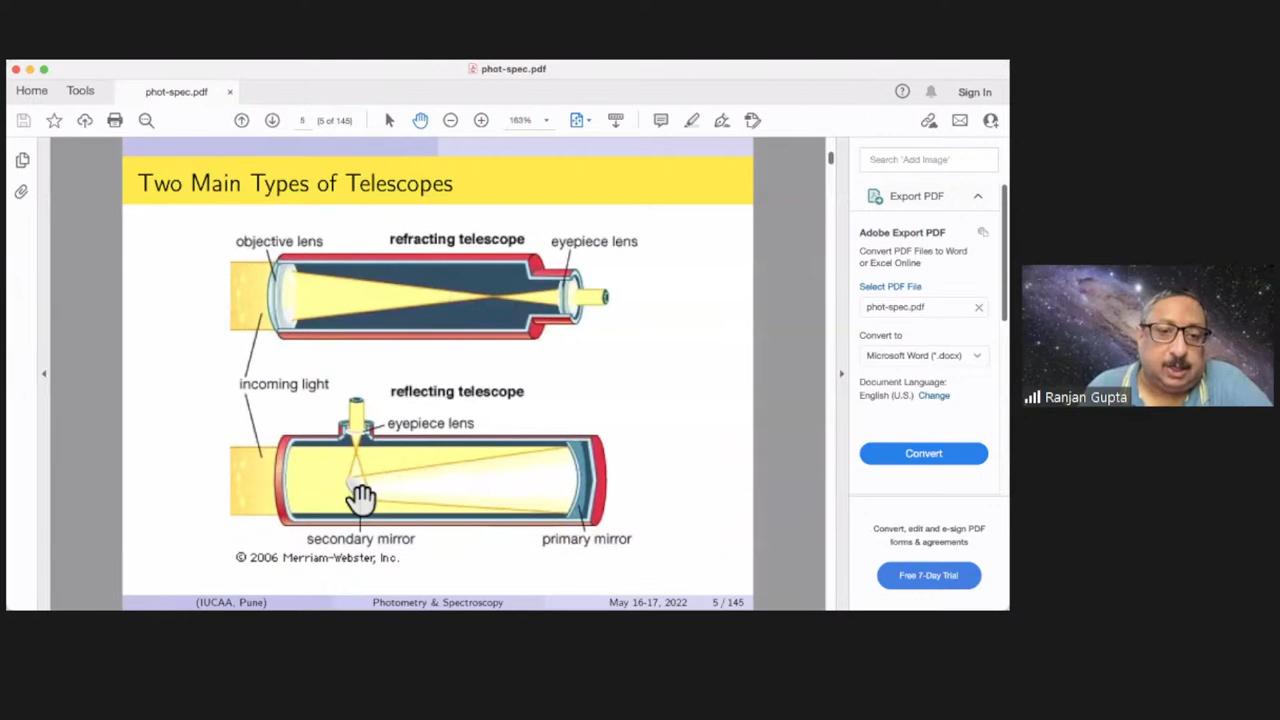 phot-spec.pdf
Home Tools phot-spec.pdf × Sign In
5 (5 of 145) 163%
Two Main Types of Telescopes
objective lens refracting telescope eyepiece lens
incoming light
reflecting telescope
eyepiece lens
secondary mirror primary mirror
© 2006 Merriam-Webster, Inc.
(IUCAA, Pune) Photometry & Spectroscopy May 16-17, 2022 5 / 145
Search 'Add Image'
Export PDF
Adobe Export PDF
Convert PDF Files to Word
or Excel Online
Select PDF File
phot-spec.pdf
Convert to
Microsoft Word (*.docx)
Document Language:
English (U.S.) Change
Convert
Convert, edit and e-sign PDF
forms & agreements
Free 7-Day Trial
Ranjan Gupta